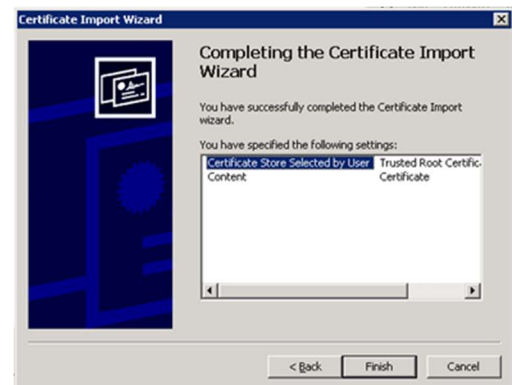 Certificate Import Wizard
Completing the Certificate Import
Wizard
You have successfully completed the Certificate Import
wizard.
You have specified the following settings:
Certificate Store Selected by User Trusted Root Certific
Content Certificate
< Back Finish Cancel